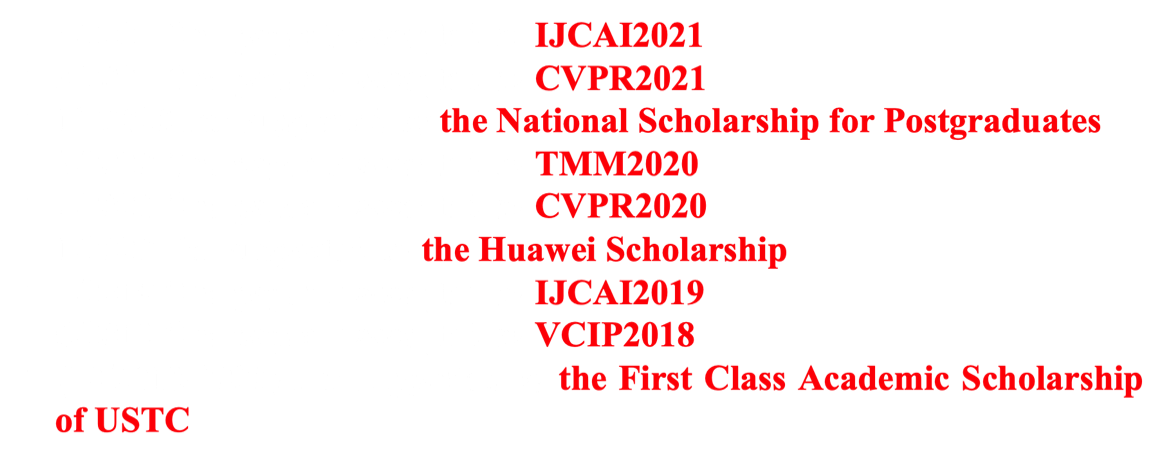 IJCAI2021
CVPR2021
the National Scholarship for Postgraduates
TMM2020
CVPR2020
the Huawei Scholarship
IJCAI2019
VCIP2018
the First Class Academic Scholarship
of USTC